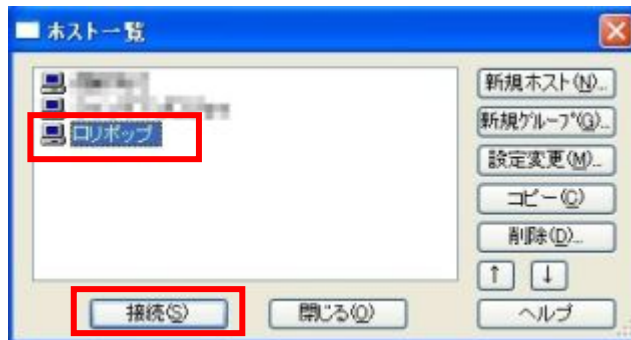 ホスト一覧
新規ホスト(N)...
新規グループ(G)...
ロリポップ
設定変更(M)...
コピー(C)
削除(D)...
↑ ↓
接続(S) 閉じる(O) ヘルプ